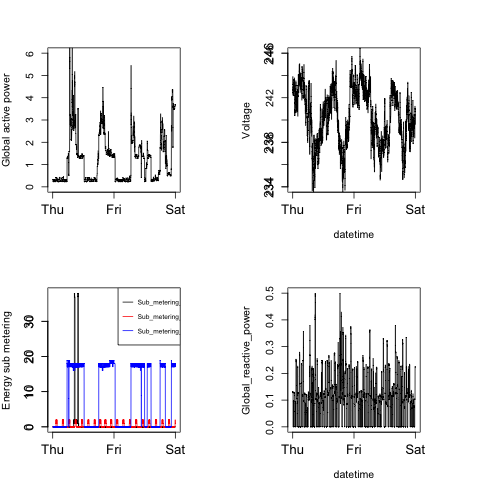 Global active power
0 1 2 3 4 5 6
Thu Fri Sat
Voltage
234 238 242 246
Thu Fri Sat
datetime
Energy sub metering
0 10 20 30
Sub_metering_
Sub_metering_
Sub_metering_
Thu Fri Sat
Global_reactive_power
0.0 0.1 0.2 0.3 0.4 0.5
Thu Fri Sat
datetime